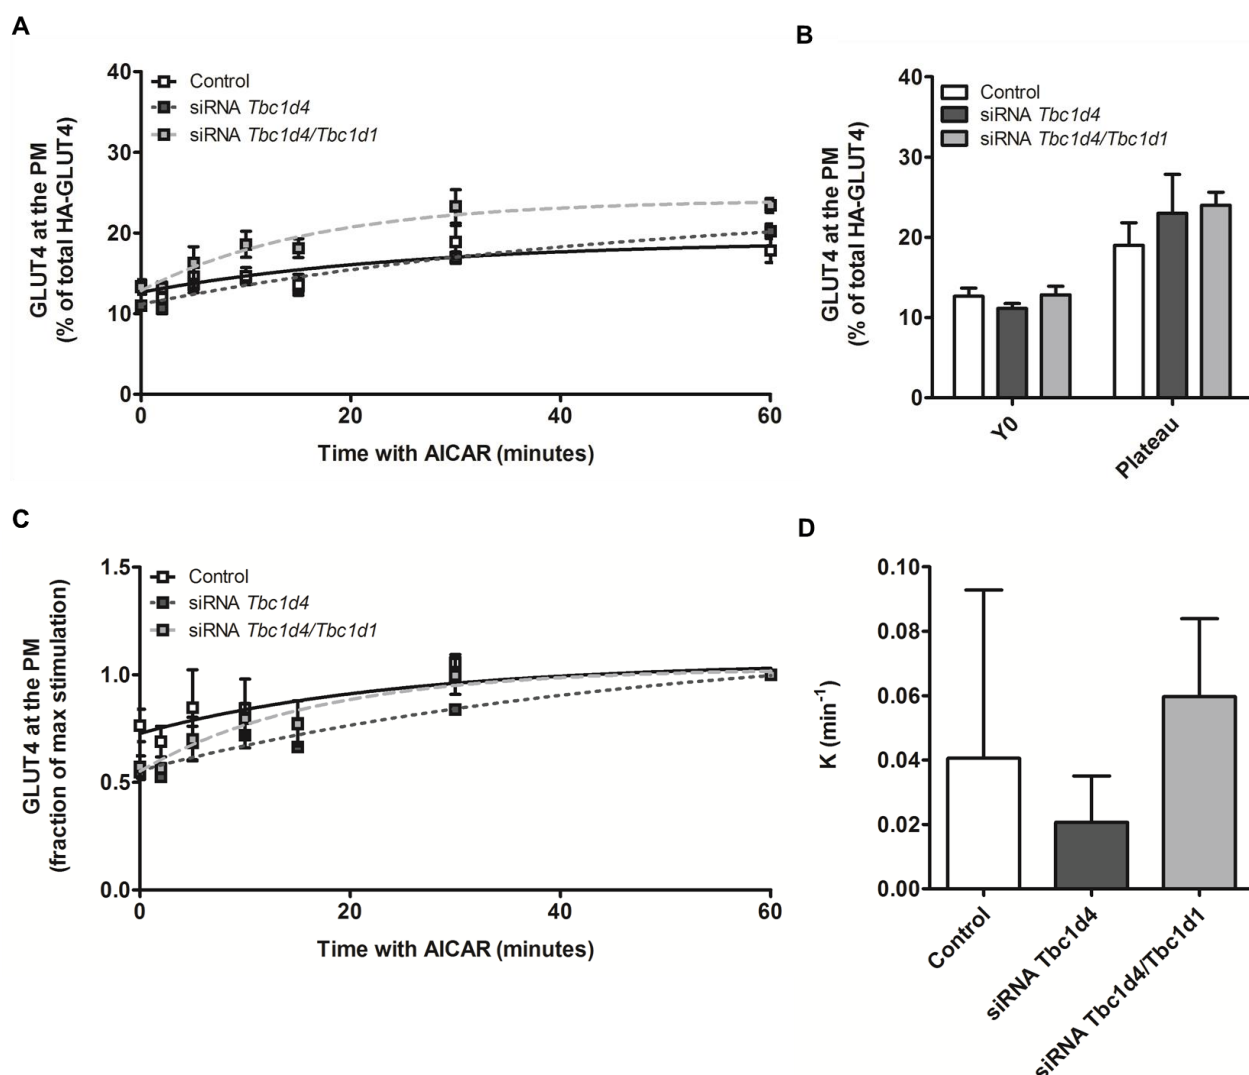 A
GLUT4 at the PM
(% of total HA-GLUT4)
40
30
20
10
0
Control
siRNA Tbc1d4
siRNA Tbc1d4/Tbc1d1
0
20
40
60
Time with AICAR (minutes)
B
GLUT4 at the PM
(% of total HA-GLUT4)
40
30
20
10
0
Control
siRNA Tbc1d4
siRNA Tbc1d4/Tbc1d1
Y0
Plateau
C
GLUT4 at the PM
(fraction of max stimulation)
1.5
1.0
0.5
0.0
Control
siRNA Tbc1d4
siRNA Tbc1d4/Tbc1d1
0
20
40
60
Time with AICAR (minutes)
D
K (min⁻¹)
0.10
0.08
0.06
0.04
0.02
0.00
Control
siRNA Tbc1d4
siRNA Tbc1d4/Tbc1d1